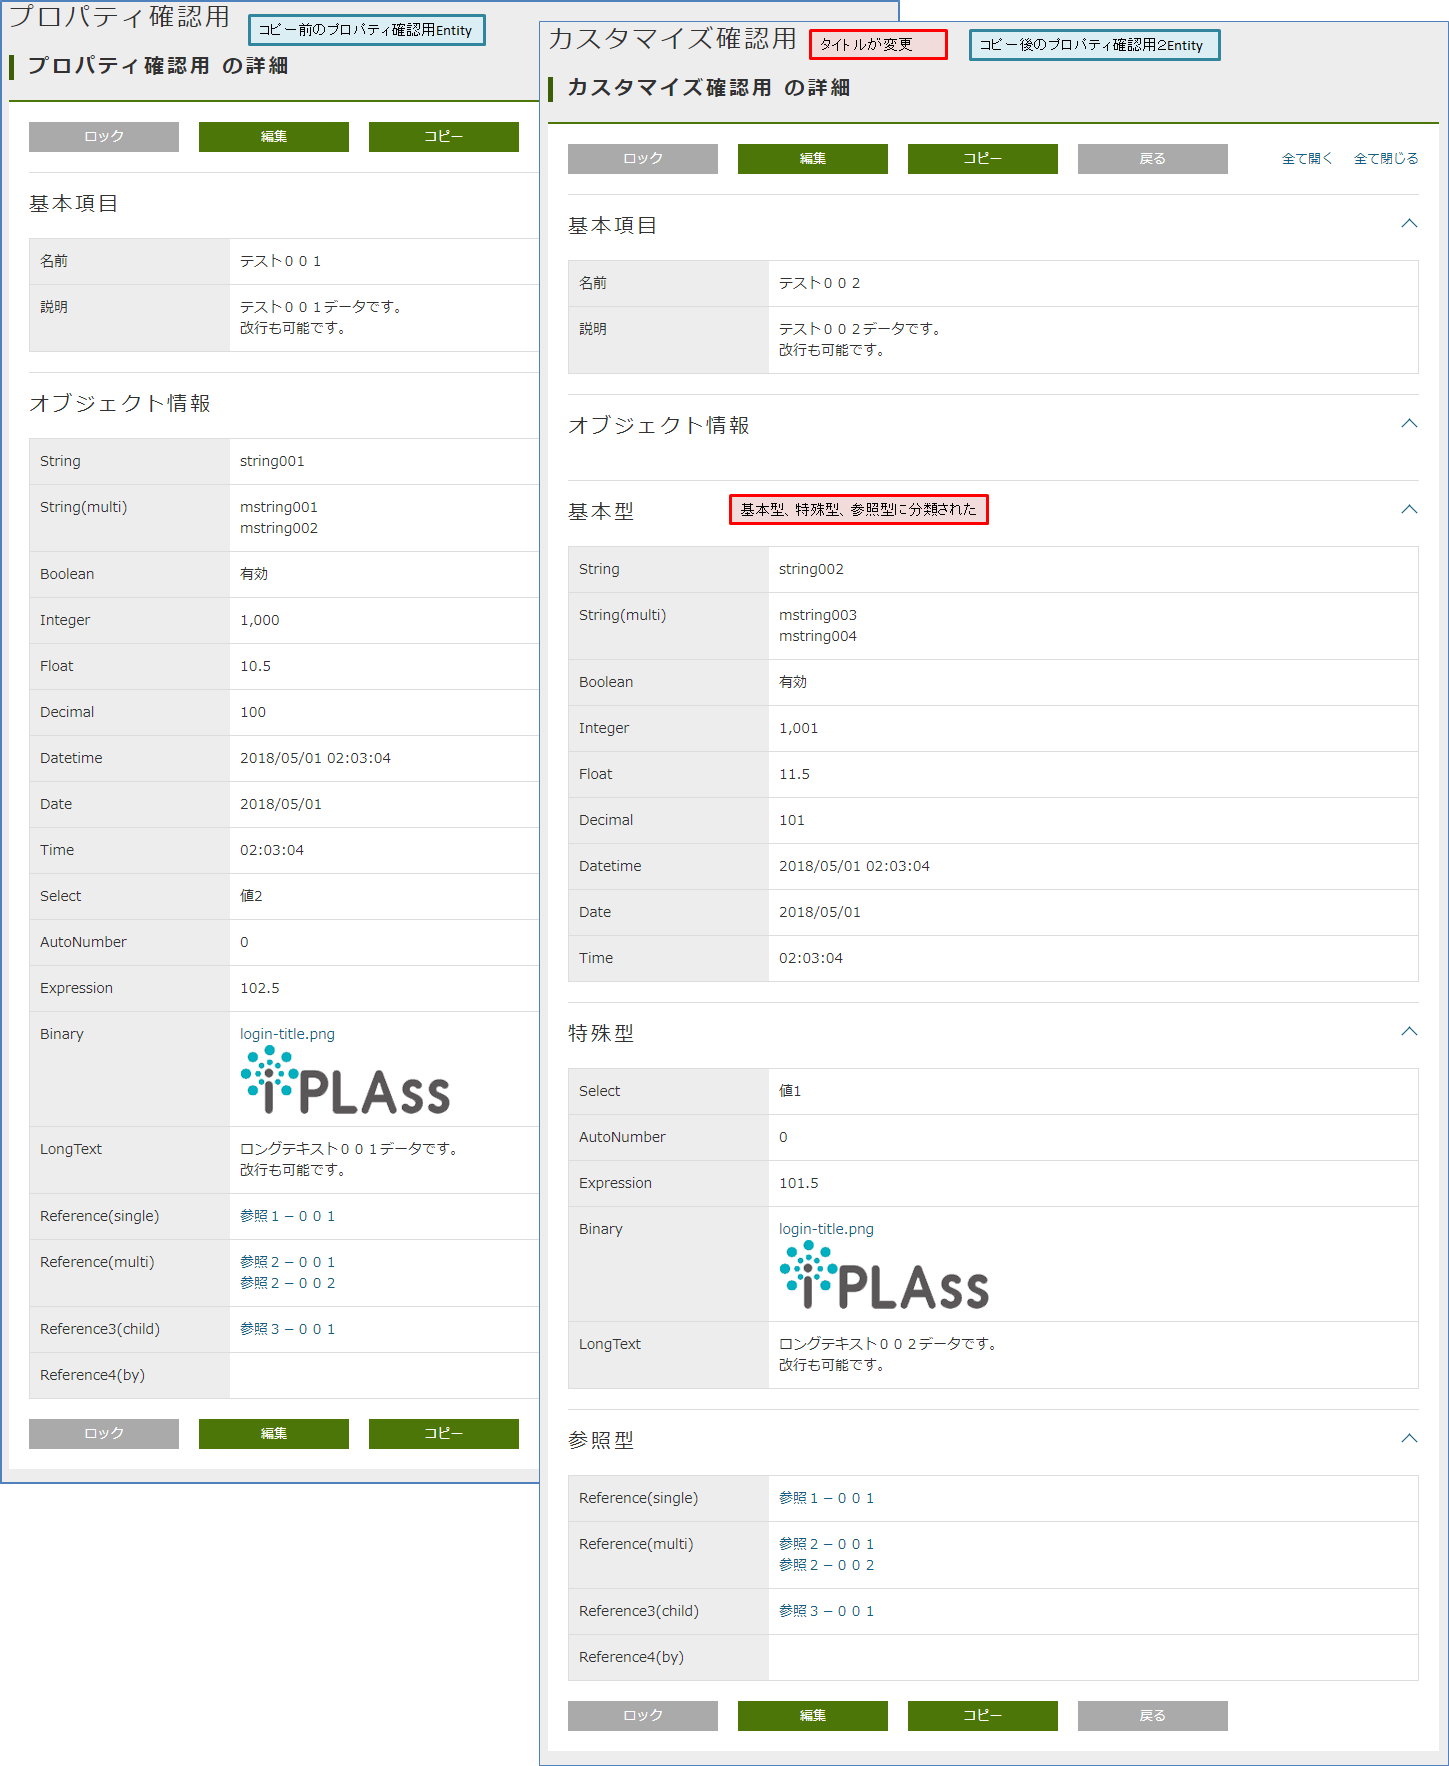 プロパティ確認用
コピー前のプロパティ確認用Entity
プロパティ確認用 の詳細
ロック
編集
コピー
基本項目
名前
テスト００１
説明
テスト００１データです。
改行も可能です。
オブジェクト情報
String
string001
String(multi)
mstring001
mstring002
Boolean
有効
Integer
1,000
Float
10.5
Decimal
100
Datetime
2018/05/01 02:03:04
Date
2018/05/01
Time
02:03:04
Select
値2
AutoNumber
0
Expression
102.5
Binary
login-title.png
iPLAss
LongText
ロングテキスト００１データです。
改行も可能です。
Reference(single)
参照１－００１
Reference(multi)
参照２－００１
参照２－００２
Reference3(child)
参照３－００１
Reference4(by)
ロック
編集
コピー
カスタマイズ確認用
タイトルが変更
コピー後のプロパティ確認用２Entity
カスタマイズ確認用 の詳細
ロック
編集
コピー
戻る
全て開く
全て閉じる
基本項目
名前
テスト００２
説明
テスト００２データです。
改行も可能です。
オブジェクト情報
基本型
基本型、特殊型、参照型に分類された
String
string002
String(multi)
mstring003
mstring004
Boolean
有効
Integer
1,001
Float
11.5
Decimal
101
Datetime
2018/05/01 02:03:04
Date
2018/05/01
Time
02:03:04
特殊型
Select
値1
AutoNumber
0
Expression
101.5
Binary
login-title.png
iPLAss
LongText
ロングテキスト００２データです。
改行も可能です。
参照型
Reference(single)
参照１－００１
Reference(multi)
参照２－００１
参照２－００２
Reference3(child)
参照３－００１
Reference4(by)
ロック
編集
コピー
戻る